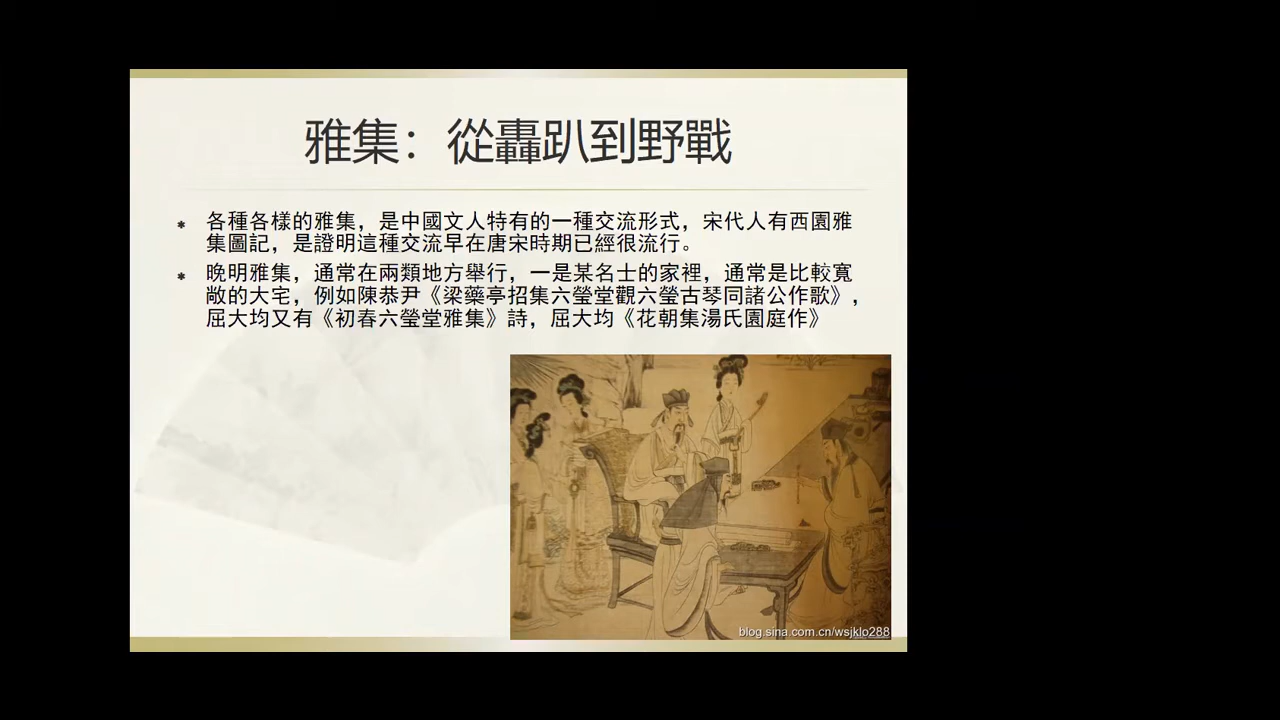 雅集：從轟趴到野戰
各種各樣的雅集，是中國文人特有的一種交流形式，宋代人有西園雅
集圖記，是證明這種交流早在唐宋時期已經很流行。
晚明雅集，通常在兩類地方舉行，一是某名士的家裡，通常是比較寬
敞的大宅，例如陳恭尹《梁藥亭招集六瑩堂觀六瑩古琴同諸公作歌》，
屈大均又有《初春六瑩堂雅集》詩，屈大均《花朝集湯氏園庭作》
blog.sina.com.cn/wsjklo288